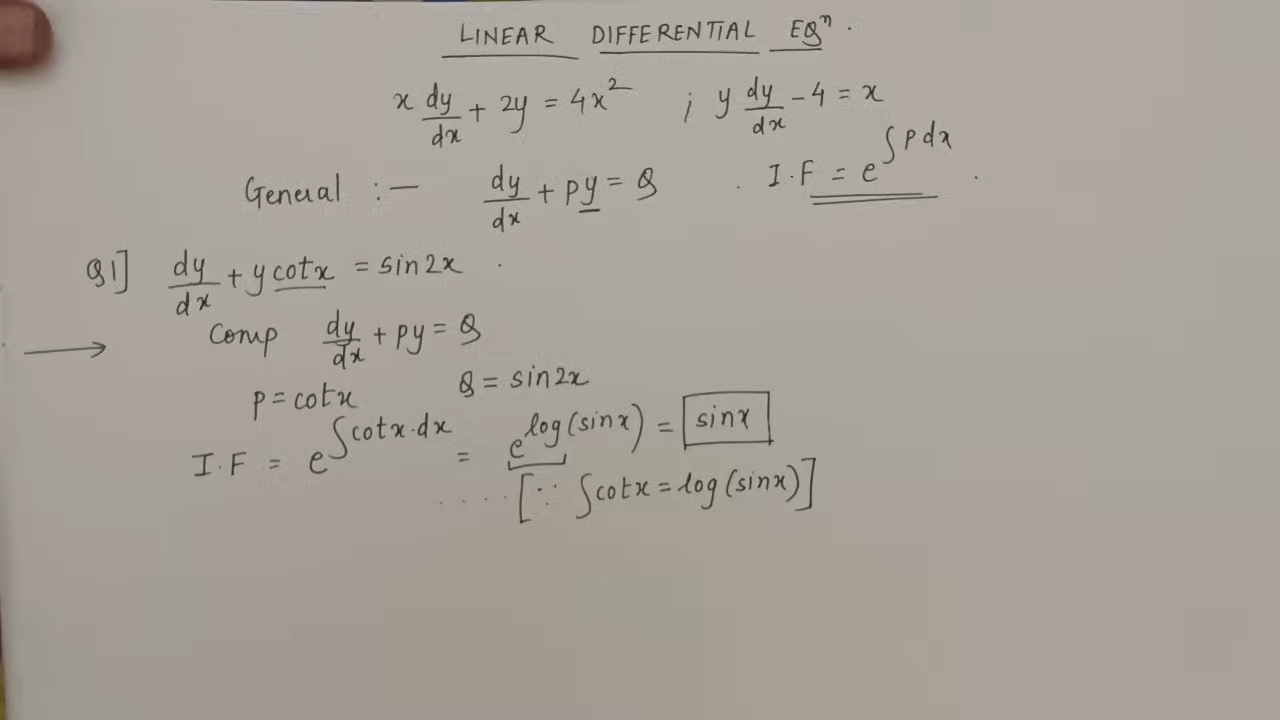 LINEAR DIFFERENTIAL EQⁿ.
x dy/dx + 2y = 4x² ; y dy/dx - 4 = x
General :- dy/dx + py = Q . I.F = e^∫p dx .
Q1] dy/dx + y cotx = sin2x .
Comp dy/dx + py = Q
p = cotx Q = sin2x
I.F = e^∫cotx.dx = e^log(sinx) = sinx
.... [∵ ∫cotx = log(sinx)]